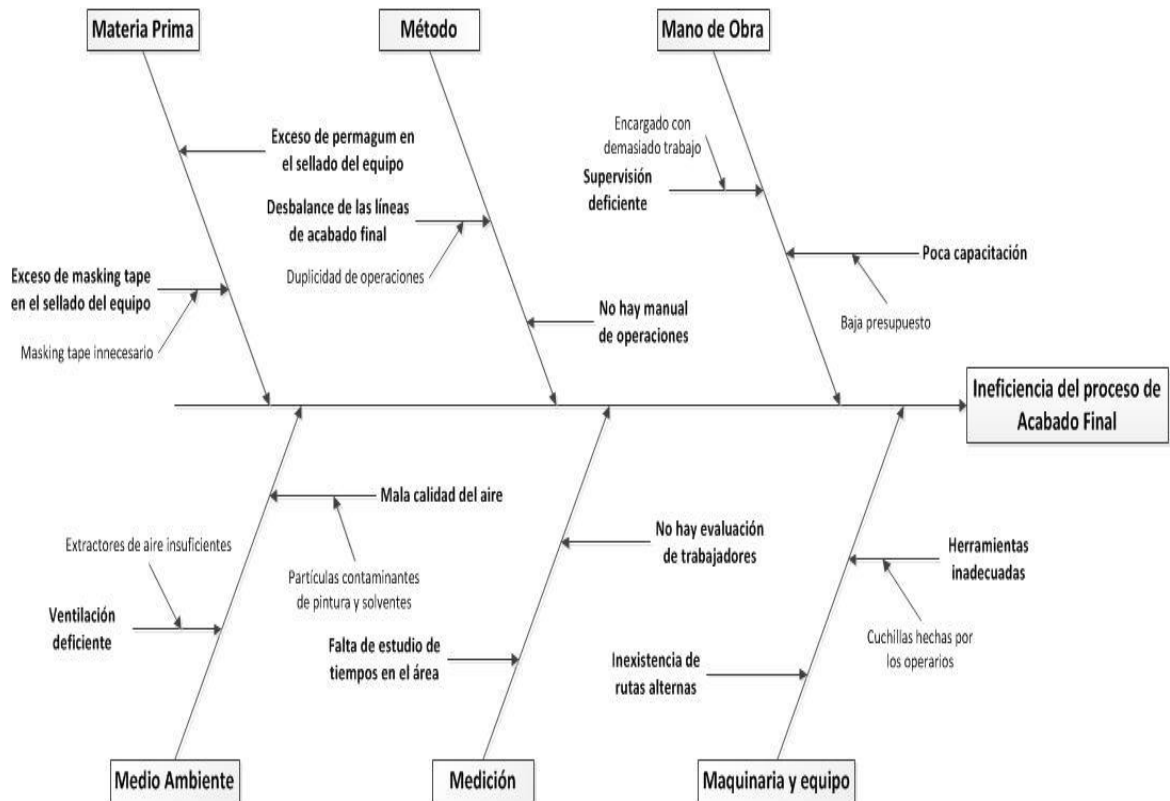 Materia Prima
Método
Mano de Obra
Exceso de permagum en
el sellado del equipo
Encargado con
demasiado trabajo
Supervisión
deficiente
Desbalance de las líneas
de acabado final
Duplicidad de operaciones
Poca capacitación
Baja presupuesto
Exceso de masking tape
en el sellado del equipo
Masking tape innecesario
No hay manual
de operaciones
Ineficiencia del proceso de
Acabado Final
Mala calidad del aire
Partículas contaminantes
de pintura y solventes
Extractores de aire insuficientes
Ventilación
deficiente
No hay evaluación
de trabajadores
Falta de estudio de
tiempos en el área
Herramientas
inadecuadas
Cuchillas hechas por
los operarios
Inexistencia de
rutas alternas
Medio Ambiente
Medición
Maquinaria y equipo